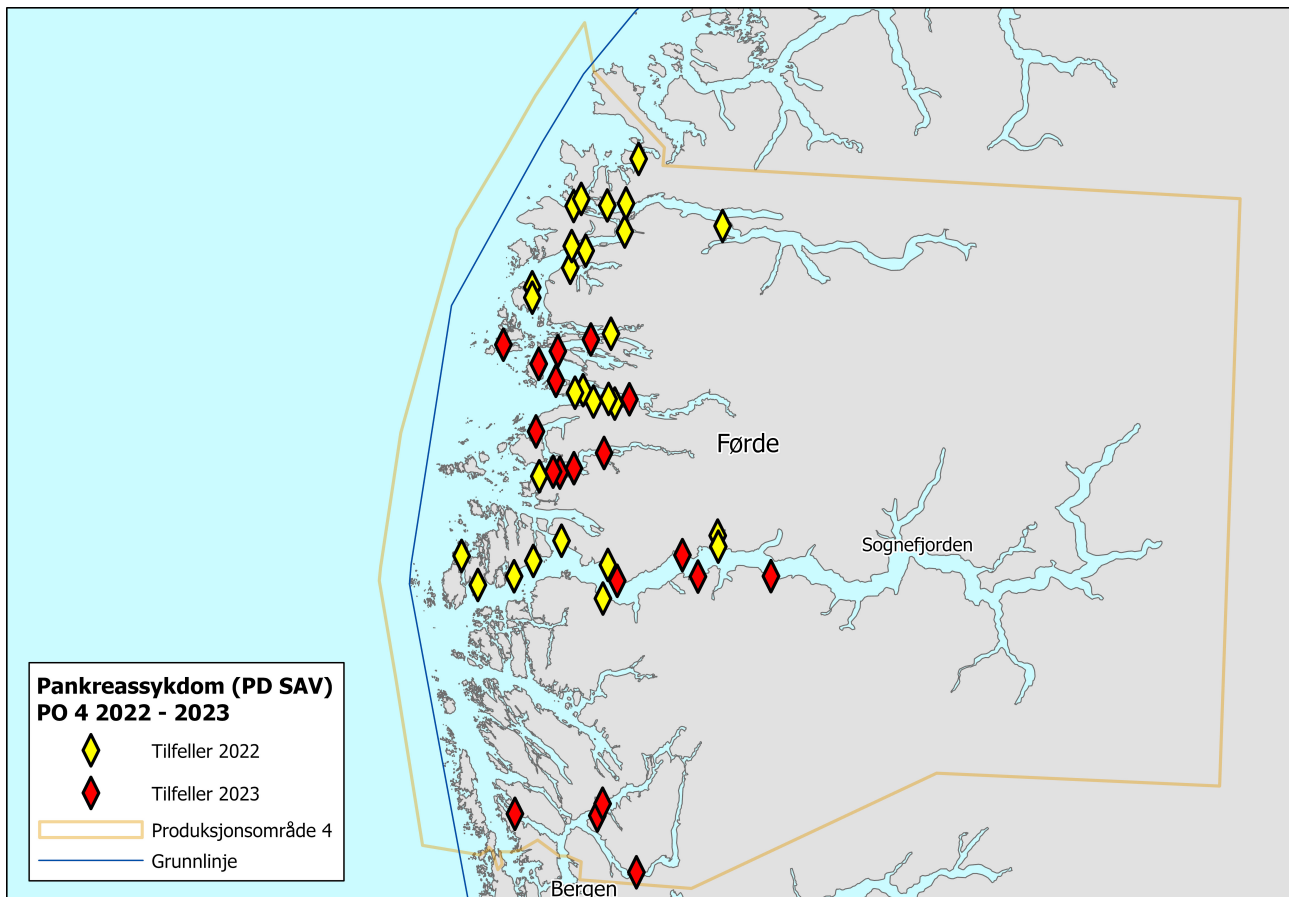 Førde
Sognefjorden
Pankreassykdom (PD SAV)
PO 4 2022 - 2023
Tilfeller 2022
Tilfeller 2023
Produksjonsområde 4
Grunnlinje
Bergen